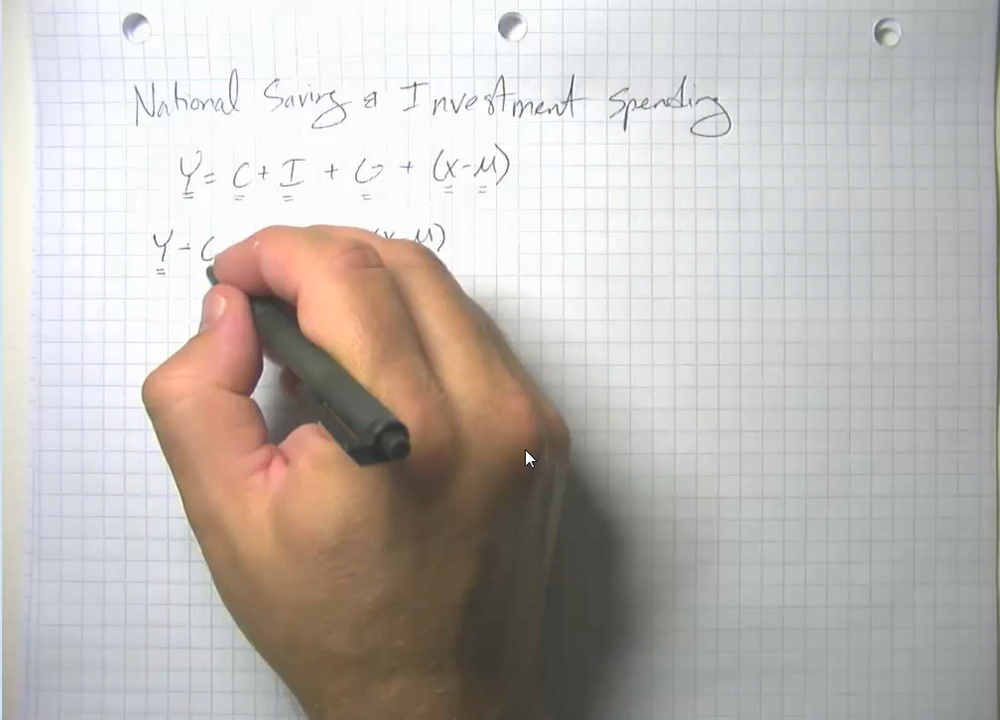 National Saving & Investment Spending
Y = C + I + G + (X-M)
Y - C (X-M)